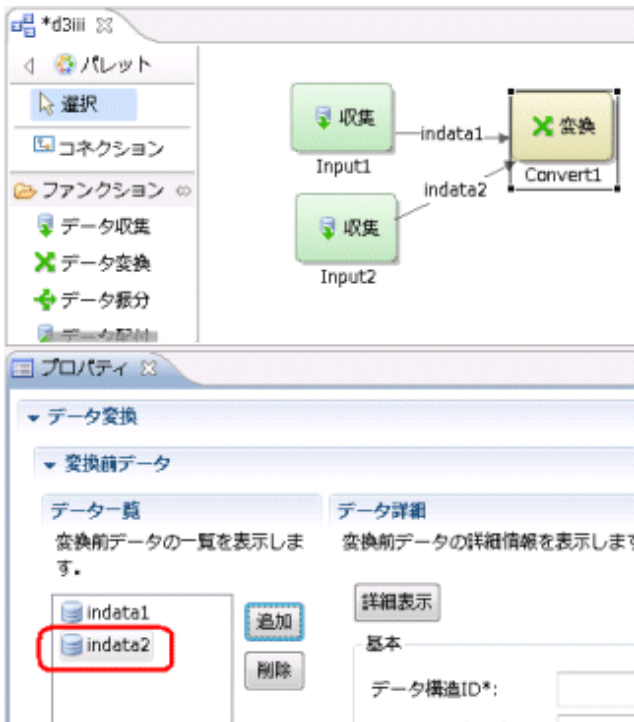 *d3iii
パレット
選択
コネクション
ファンクション
データ収集
データ変換
データ振分
データ配付
収集
Input1
indata1
変換
Convert1
indata2
収集
Input2
プロパティ
データ変換
変換前データ
データ一覧
変換前データの一覧を表示しま
す。
indata1
indata2
追加
削除
データ詳細
変換前データの詳細情報を表示します
詳細表示
基本
データ構造ID*: